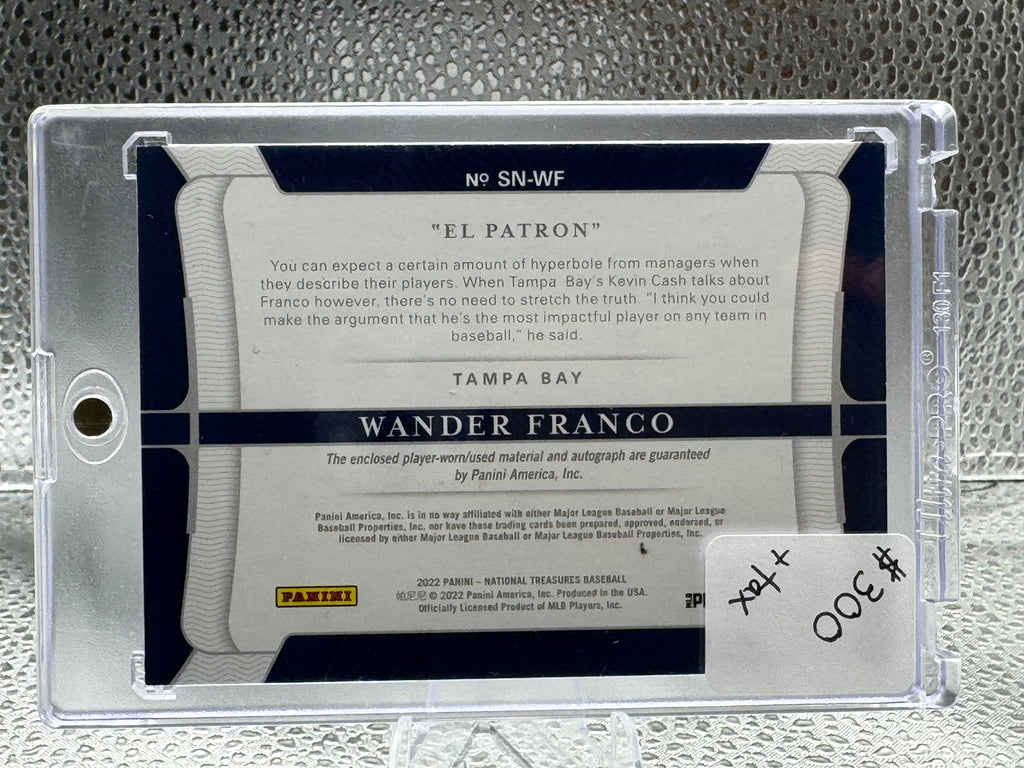 Nº SN-WF
"EL PATRON"
You can expect a certain amount of hyperbole from managers when
they describe their players. When Tampa Bay's Kevin Cash talks about
Franco however, there's no need to stretch the truth. "I think you could
make the argument that he's the most impactful player on any team in
baseball," he said.
TAMPA BAY
WANDER FRANCO
The enclosed player-worn/used material and autograph are guaranteed
by Panini America, Inc.
Panini America, Inc. is in no way affiliated with either Major League Baseball or Major League
Baseball Properties, Inc. nor have these trading cards been prepared, approved, endorsed, or
licensed by either Major League Baseball or Major League Baseball Properties, Inc.
PANINI
2022 PANINI – NATIONAL TREASURES BASEBALL
帕尼尼 © 2022 Panini America, Inc. Produced in the USA.
Officially Licensed Product of MLB Players, Inc.
300
+ tax